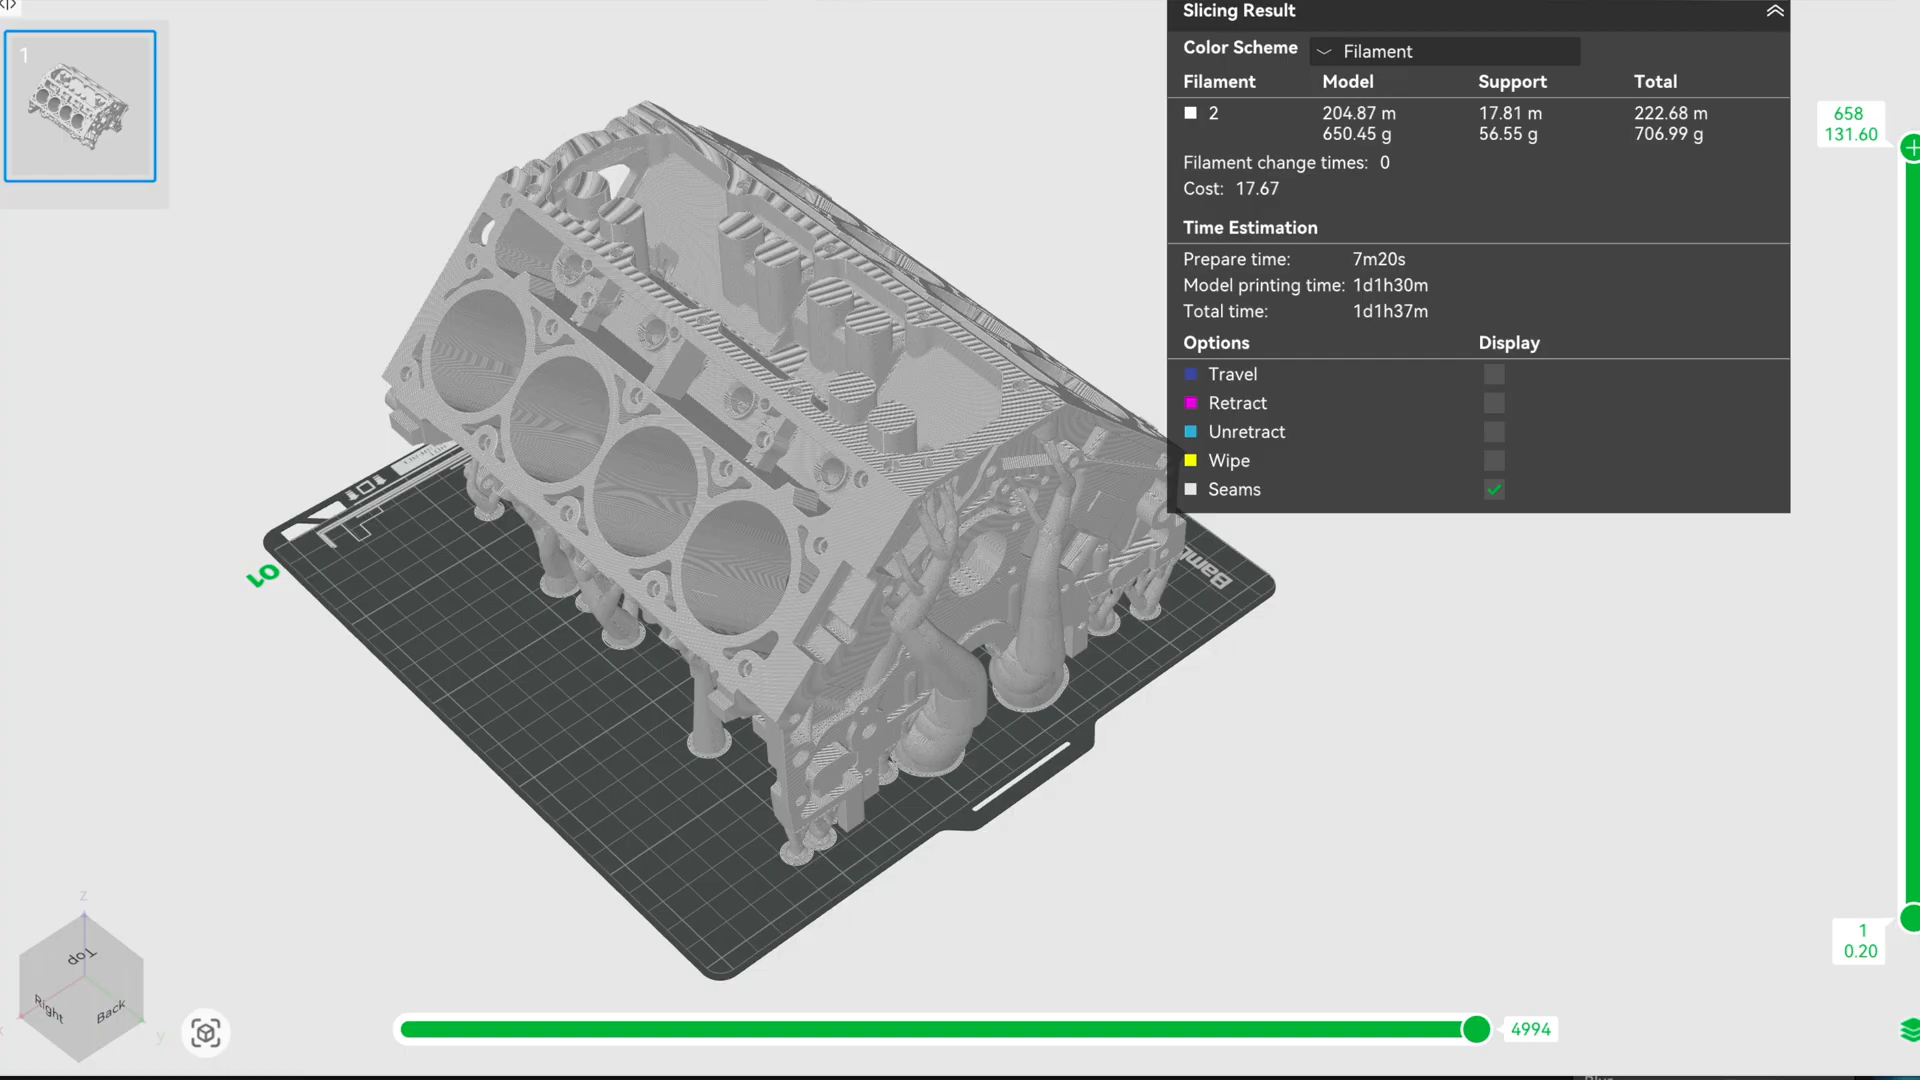 1
Slicing Result
Color Scheme Filament
Filament Model Support Total
2 204.87 m 17.81 m 222.68 m
650.45 g 56.55 g 706.99 g
Filament change times: 0
Cost: 17.67
Time Estimation
Prepare time: 7m20s
Model printing time: 1d1h30m
Total time: 1d1h37m
Options Display
Travel
Retract
Unretract
Wipe
Seams
658
131.60
01
Bambu
1
0.20
z
Top
Right
Back
y
4994